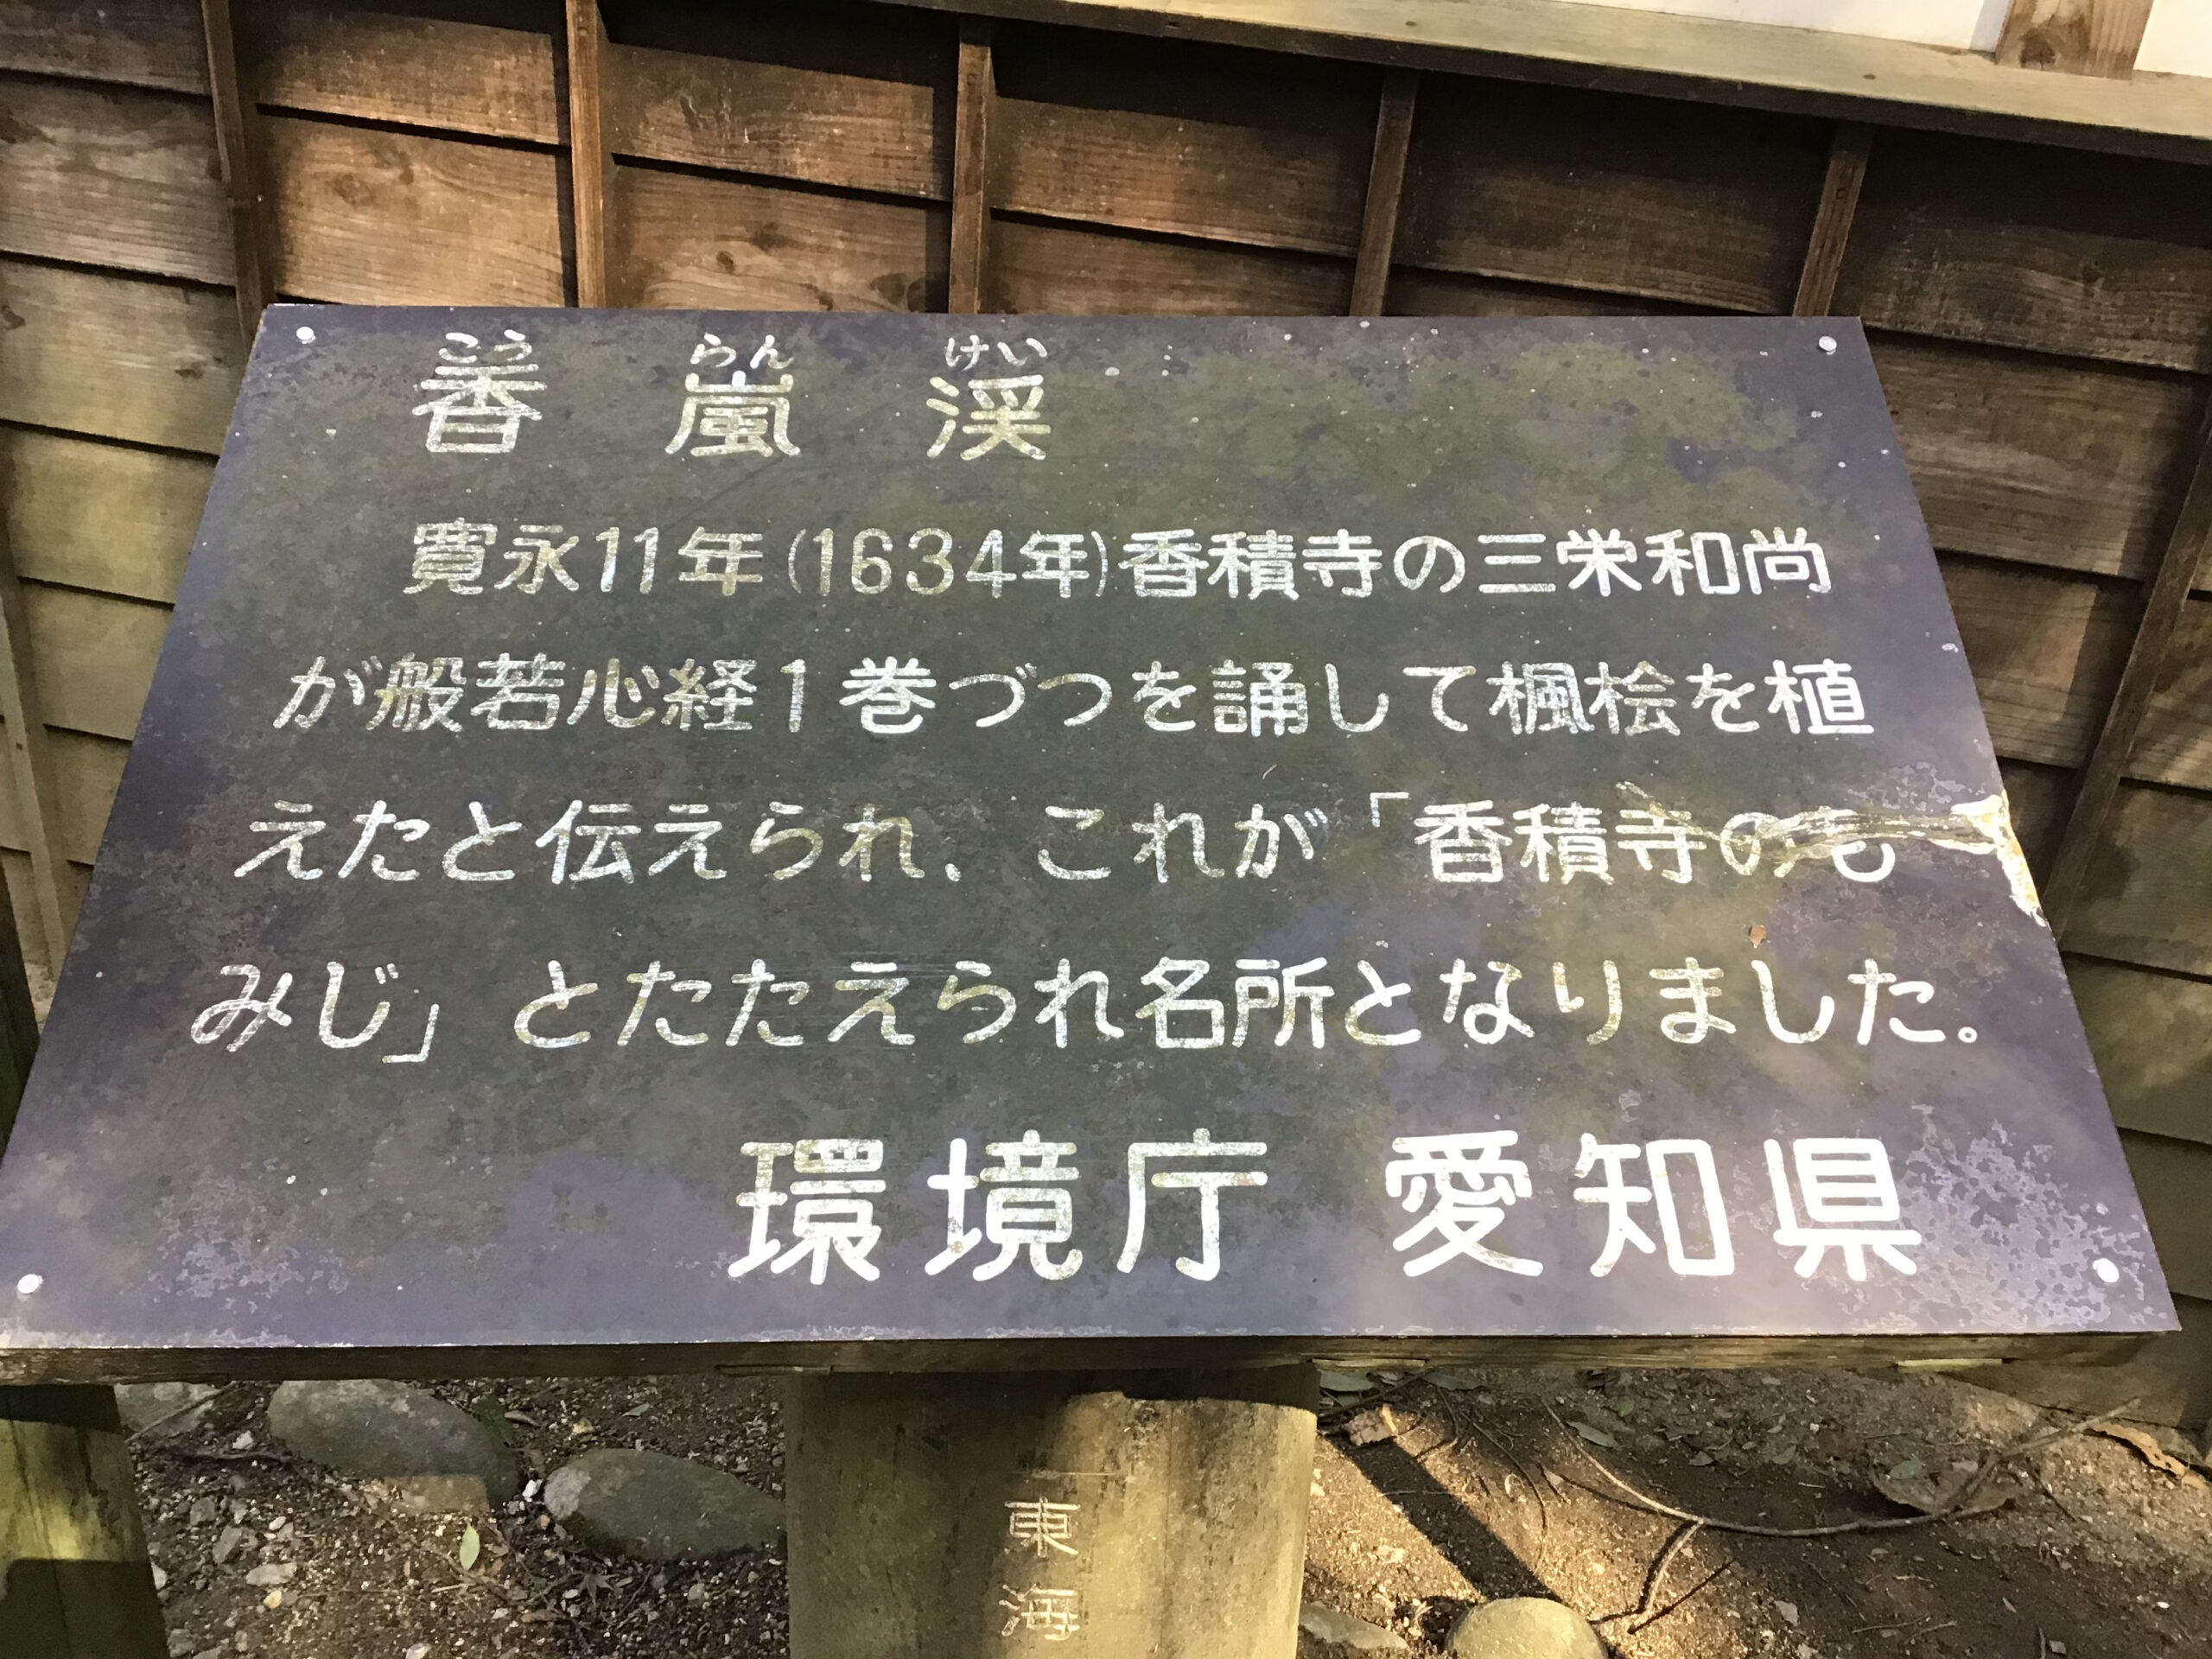 こう らん けい
香嵐渓
寛永11年(1634年)香積寺の三栄和尚
が般若心経1巻づつを誦して楓桧を植
えたと伝えられ、これが「香積寺のも
みじ」とたたえられ名所となりました。
環境庁 愛知県
東海